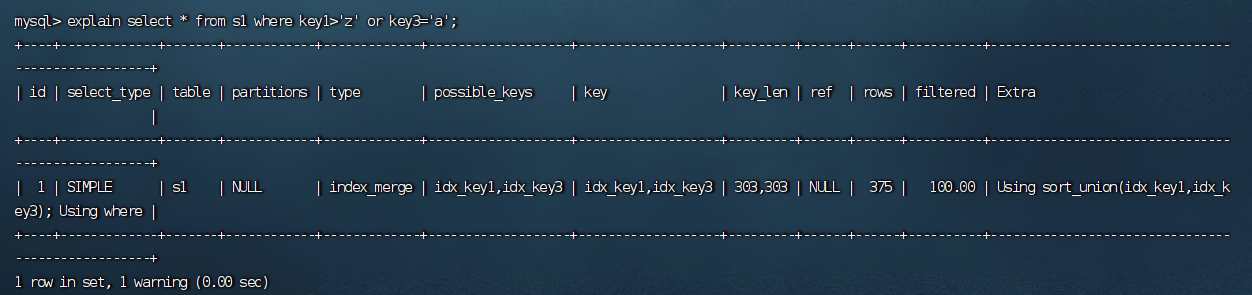 mysql> explain select * from s1 where key1>'z' or key3='a';
+----+-------------+-------+------------+-------------+-------------------+-------------------+---------+------+------+----------+--------------------------------
------------------+
| id | select_type | table | partitions | type        | possible_keys     | key               | key_len | ref  | rows | filtered | Extra
                  |
+----+-------------+-------+------------+-------------+-------------------+-------------------+---------+------+------+----------+--------------------------------
------------------+
|  1 | SIMPLE      | s1    | NULL       | index_merge | idx_key1,idx_key3 | idx_key1,idx_key3 | 303,303 | NULL |  375 |   100.00 | Using sort_union(idx_key1,idx_k
ey3); Using where |
+----+-------------+-------+------------+-------------+-------------------+-------------------+---------+------+------+----------+--------------------------------
------------------+
1 row in set, 1 warning (0.00 sec)